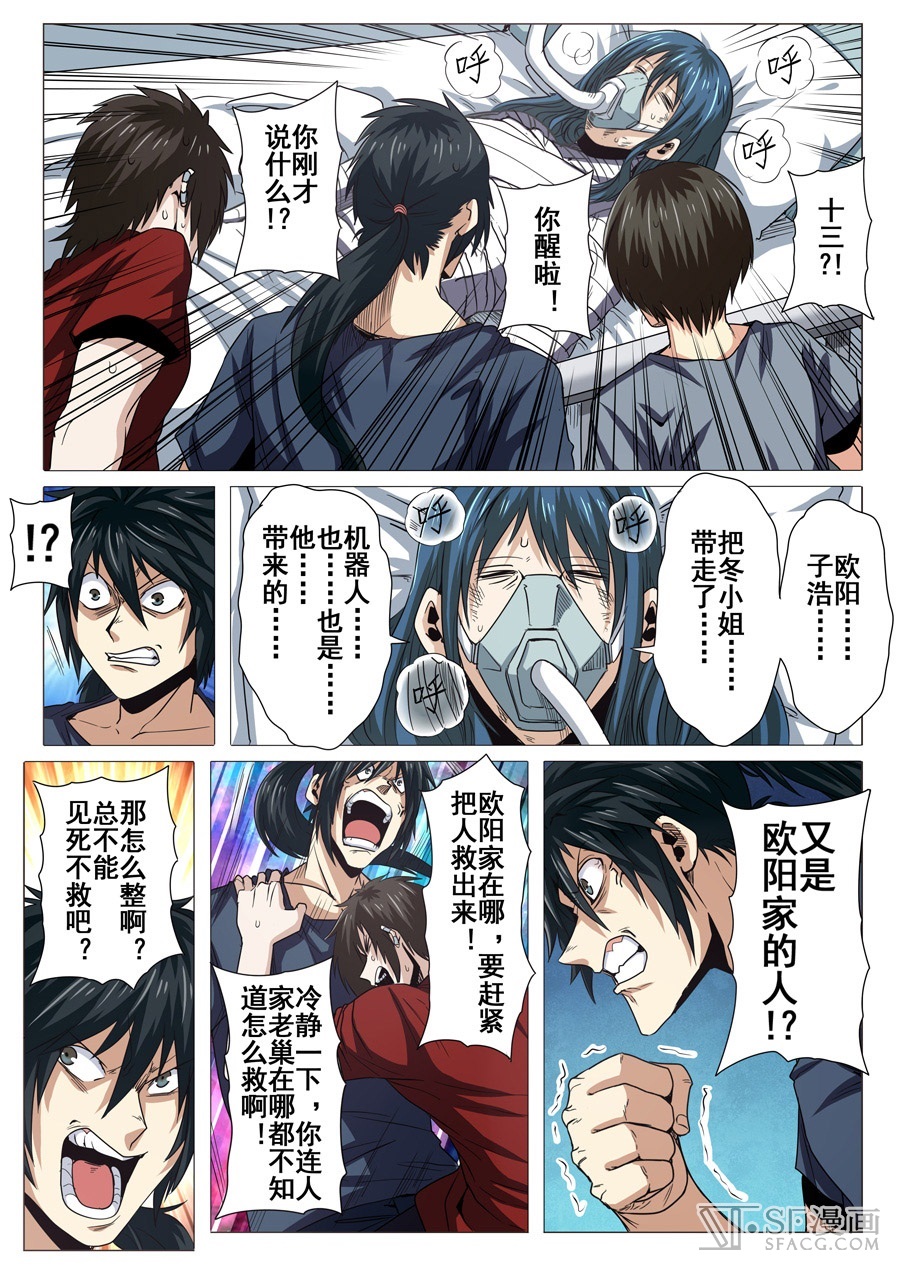 十三?!
呼
呼
呼
你醒啦！
你刚才
说什么!?
欧阳
子浩……
把冬小姐……
带走了……
呼
呼
呼
机器人……
也……也是……
他……
带来的……
!?
又是
欧阳家的人!?
欧阳家在哪，要赶紧
把人救出来！
冷静一下，你连人
家老巢在哪都不知
道怎么救啊！
那怎么整啊？
总不能
见死不救吧？
SF漫画
SFACG.COM